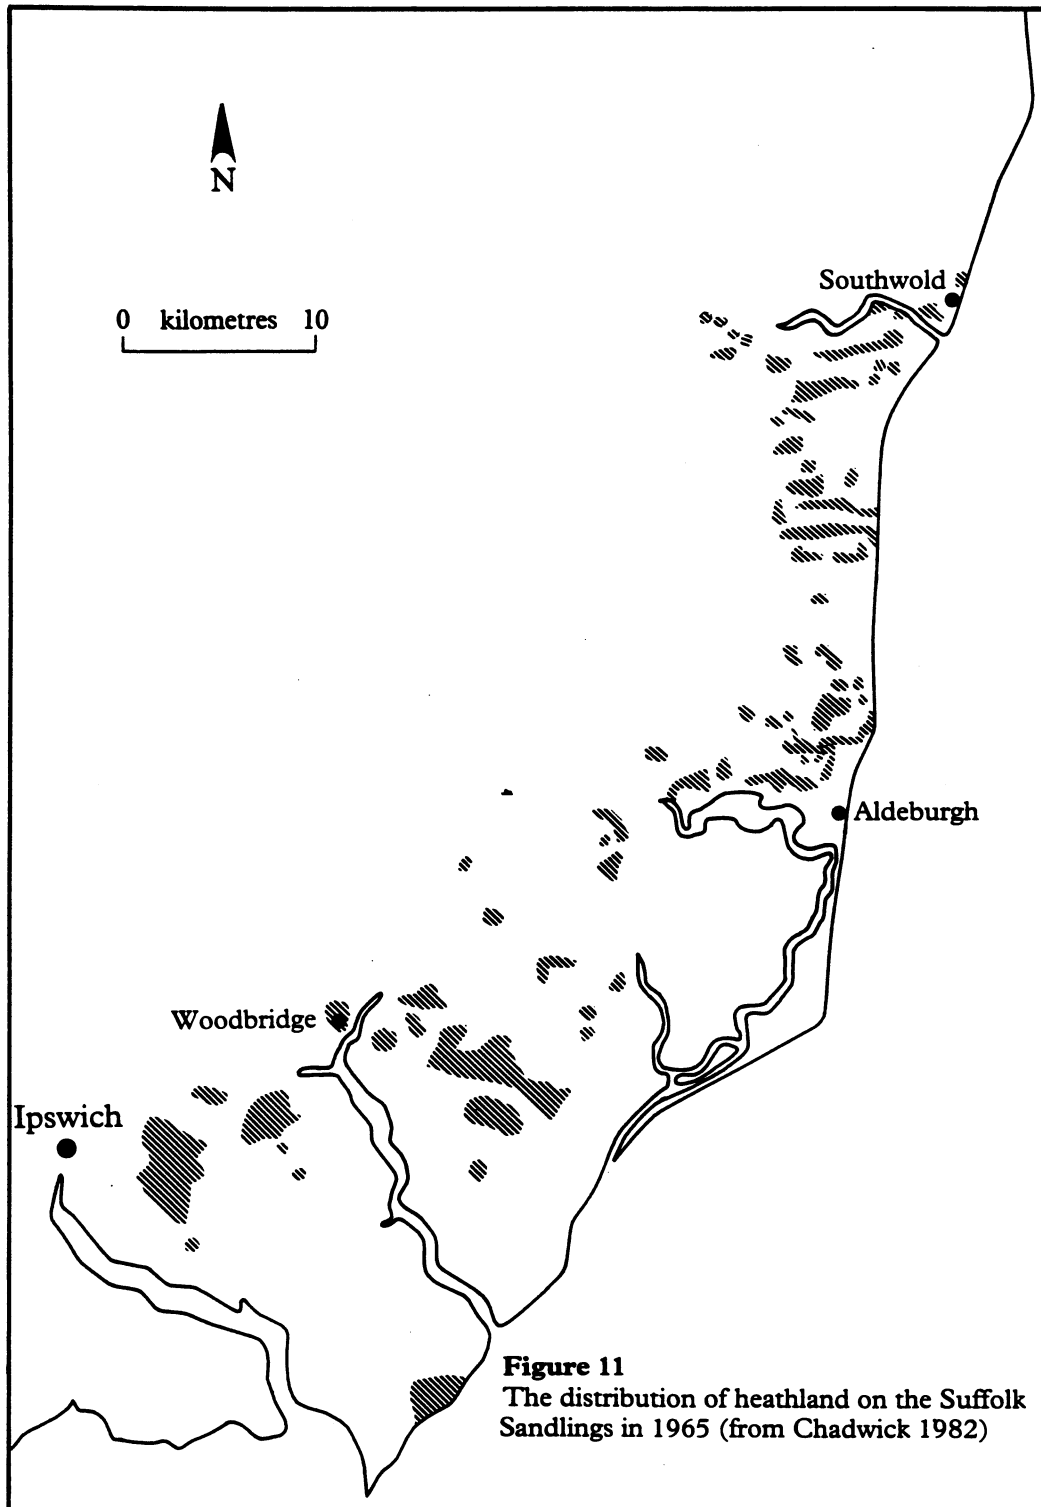 N
0 kilometres 10
Southwold
Aldeburgh
Woodbridge
Ipswich
Figure 11
The distribution of heathland on the Suffolk
Sandlings in 1965 (from Chadwick 1982)